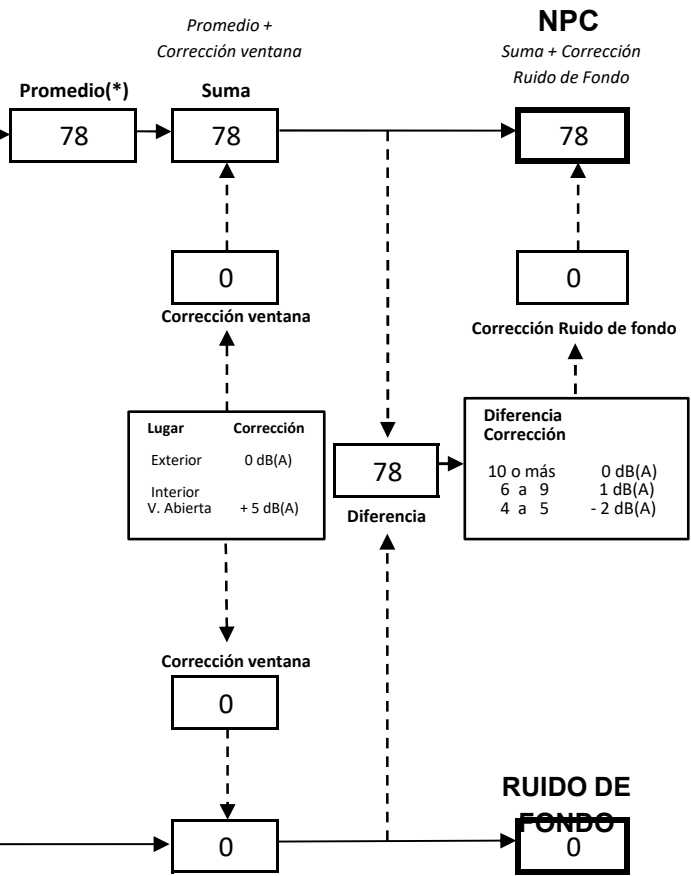 Promedio +
Corrección ventana
NPC
Suma + Corrección
Ruido de Fondo
Promedio(*)
Suma
78
78
78
0
0
Corrección ventana
Corrección Ruido de fondo
Lugar Corrección
Exterior 0 dB(A)
Interior
V. Abierta + 5 dB(A)
78
Diferencia
Diferencia
Corrección
10 o más 0 dB(A)
6 a 9 1 dB(A)
4 a 5 - 2 dB(A)
Corrección ventana
0
RUIDO DE
FONDO
0
0